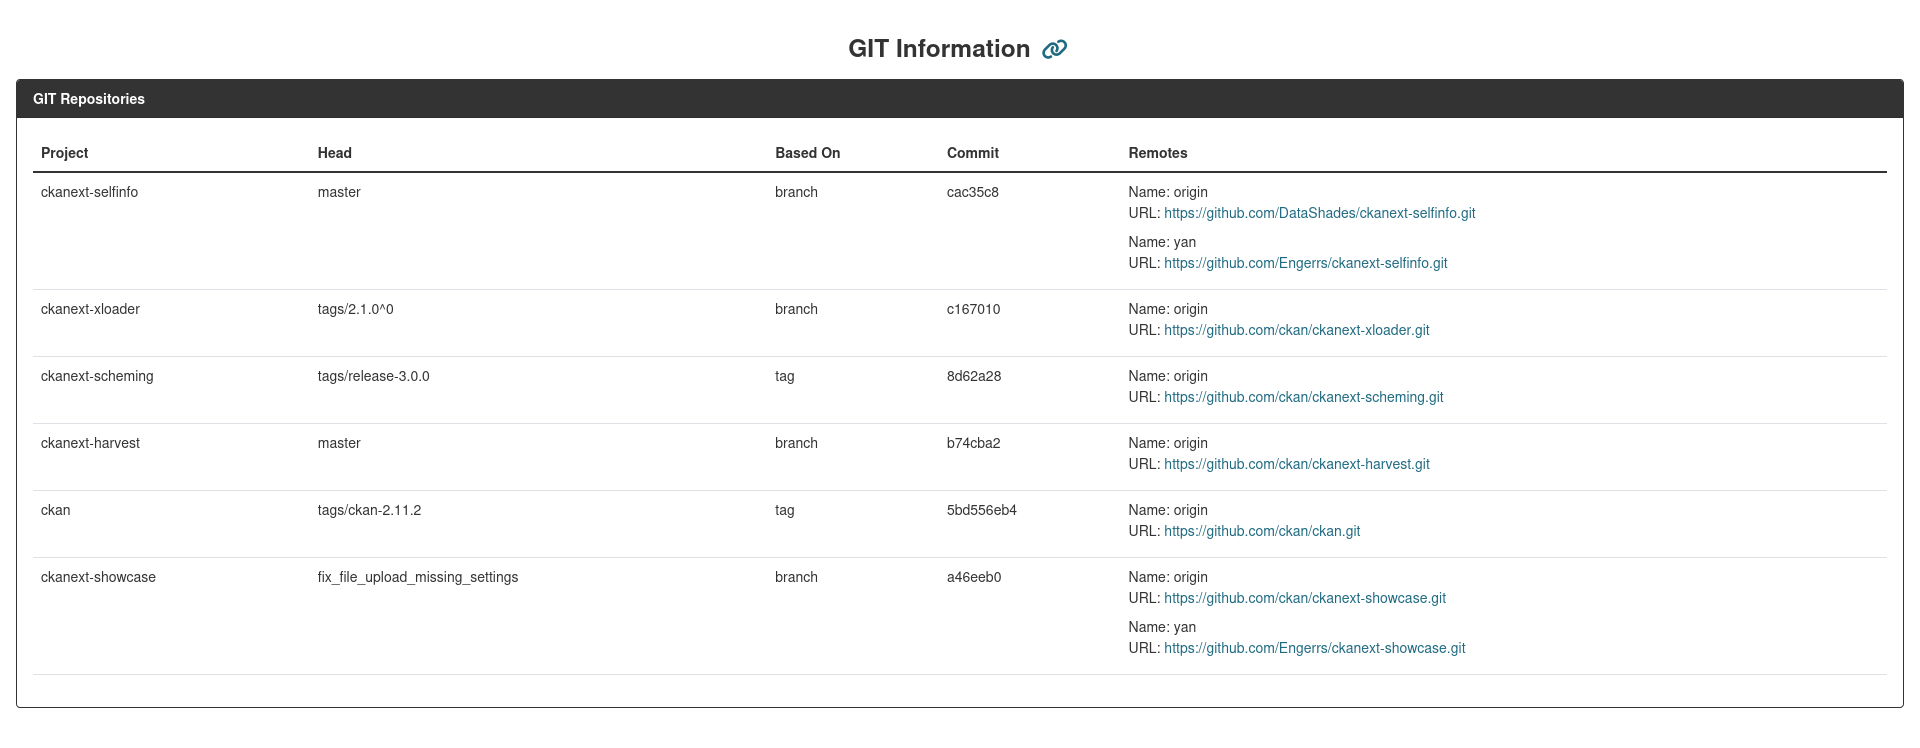 GIT Information
GIT Repositories
Project Head Based On Commit Remotes
ckanext-selfinfo master branch cac35c8 Name: origin
URL: https://github.com/DataShades/ckanext-selfinfo.git
Name: yan
URL: https://github.com/Engerrs/ckanext-selfinfo.git
ckanext-xloader tags/2.1.0^0 branch c167010 Name: origin
URL: https://github.com/ckan/ckanext-xloader.git
ckanext-scheming tags/release-3.0.0 tag 8d62a28 Name: origin
URL: https://github.com/ckan/ckanext-scheming.git
ckanext-harvest master branch b74cba2 Name: origin
URL: https://github.com/ckan/ckanext-harvest.git
ckan tags/ckan-2.11.2 tag 5bd556eb4 Name: origin
URL: https://github.com/ckan/ckan.git
ckanext-showcase fix_file_upload_missing_settings branch a46eeb0 Name: origin
URL: https://github.com/ckan/ckanext-showcase.git
Name: yan
URL: https://github.com/Engerrs/ckanext-showcase.git